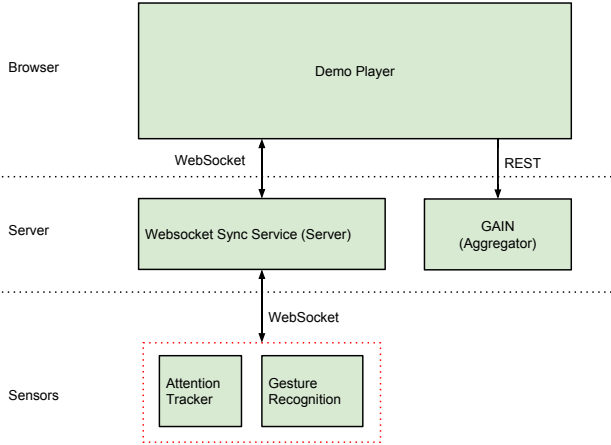 Browser
Demo Player
WebSocket
REST
Server
Websocket Sync Service (Server)
GAIN
(Aggregator)
WebSocket
Sensors
Attention
Tracker
Gesture
Recognition